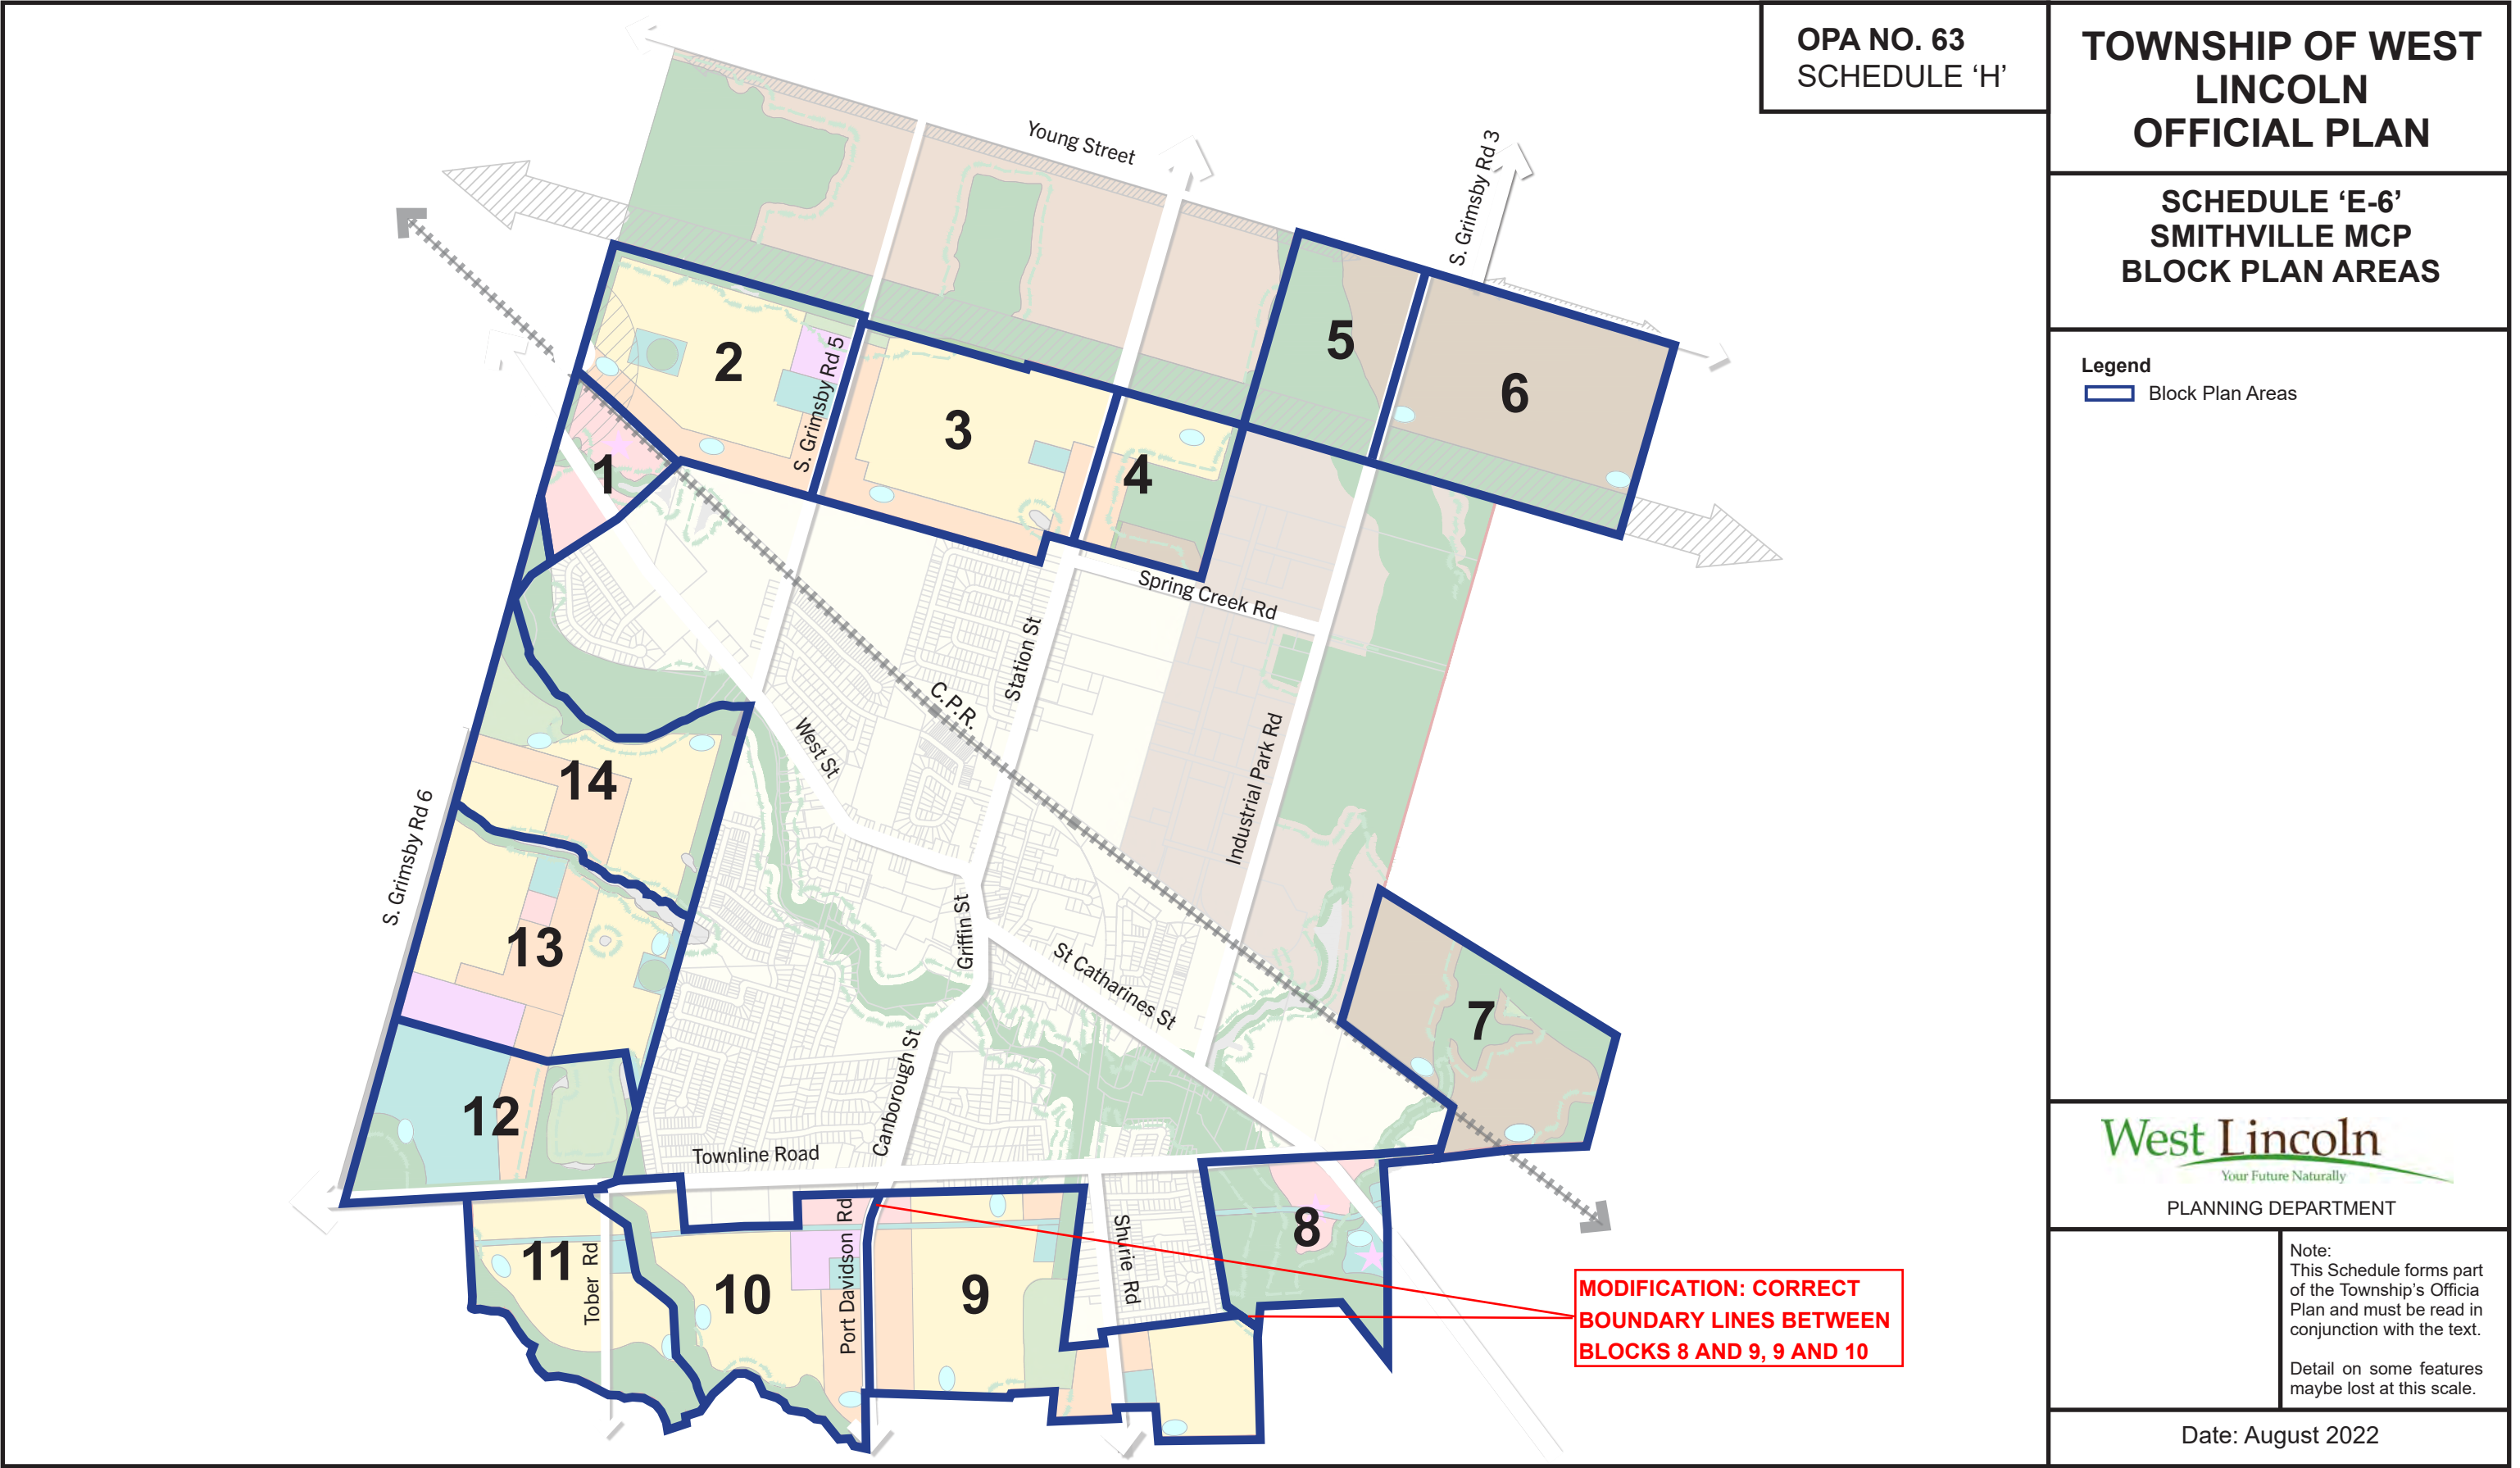 OPA NO. 63
SCHEDULE ‘H’
TOWNSHIP OF WEST
LINCOLN
OFFICIAL PLAN
SCHEDULE ‘E-6’
SMITHVILLE MCP
BLOCK PLAN AREAS
Legend
Block Plan Areas
Young Street
S. Grimsby Rd 3
5
2
6
S. Grimsby Rd 5
3
1
4
Spring Creek Rd
Station St
C.P.R.
West St
14
Industrial Park Rd
S. Grimsby Rd 6
13
Griffin St
St Catharines St
7
Canborough St
12
Townline Road
8
Shurie Rd
11
Tober Rd
10
Port Davidson Rd
9
MODIFICATION: CORRECT
BOUNDARY LINES BETWEEN
BLOCKS 8 AND 9, 9 AND 10
West Lincoln
Your Future Naturally
PLANNING DEPARTMENT
Note:
This Schedule forms part
of the Township’s Officia
Plan and must be read in
conjunction with the text.
Detail on some features
maybe lost at this scale.
Date: August 2022